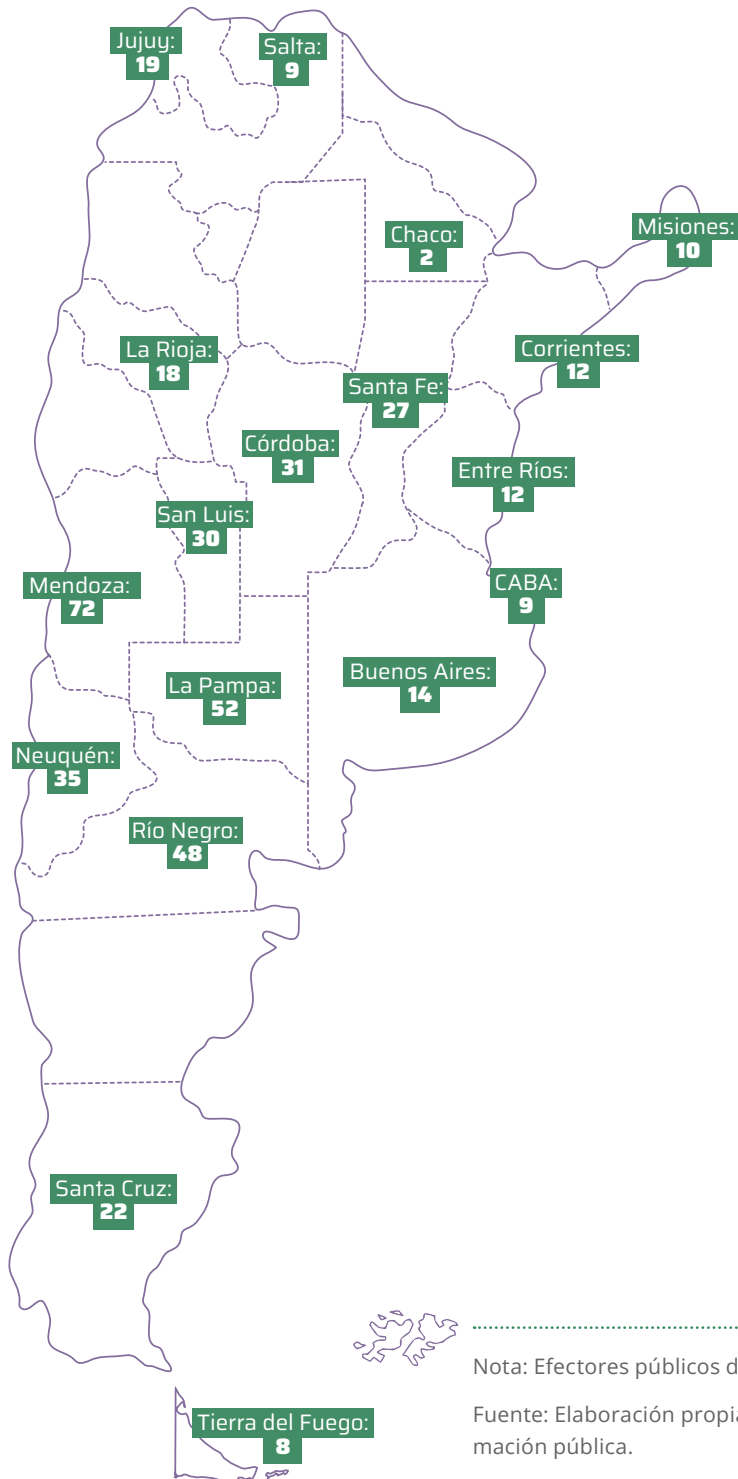 Jujuy:
19
Salta:
9
Misiones:
10
Chaco:
2
La Rioja:
18
Corrientes:
12
Santa Fe:
27
Córdoba:
31
Entre Ríos:
12
San Luis:
30
CABA:
9
Mendoza:
72
Buenos Aires:
14
La Pampa:
52
Neuquén:
35
Río Negro:
48
Santa Cruz:
22
Nota: Efectores públicos d
Fuente: Elaboración propia
mación pública.
Tierra del Fuego:
8